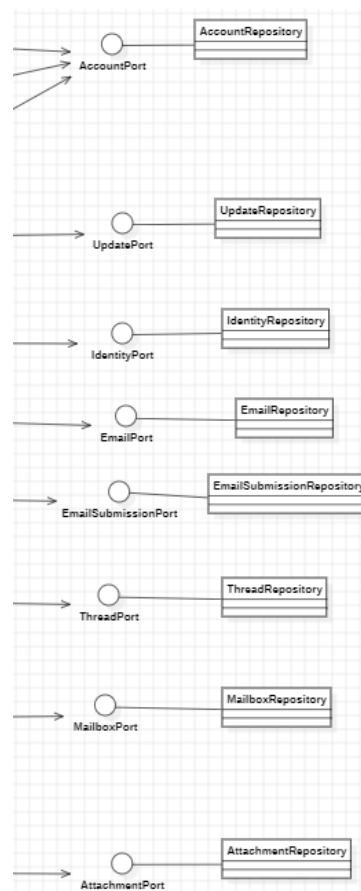 AccountRepository
AccountPort
UpdateRepository
UpdatePort
IdentityRepository
IdentityPort
EmailRepository
EmailPort
EmailSubmissionRepository
EmailSubmissionPort
ThreadRepository
ThreadPort
MailboxRepository
MailboxPort
AttachmentRepository
AttachmentPort